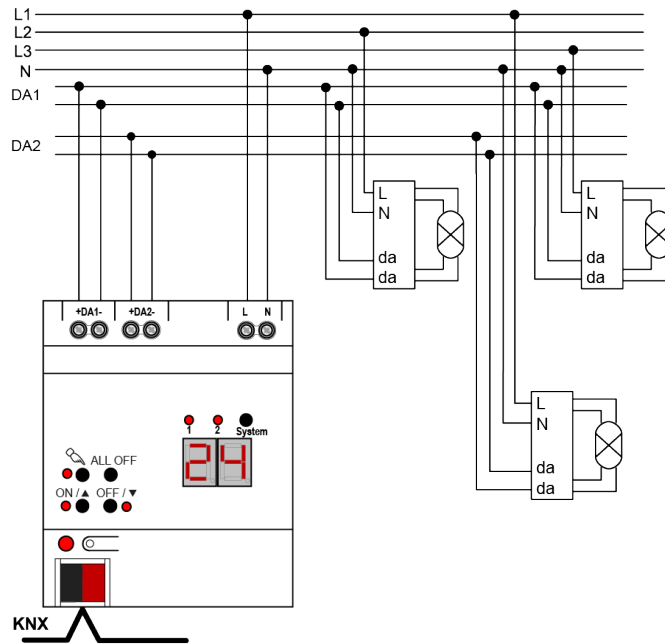 L1
L2
L3
N
DA1
DA2
L
N
da
da
L
N
da
da
+DA1-
+DA2-
L
N
1
2
System
24
ALL OFF
ON / ▲
OFF / ▼
L
N
da
da
KNX